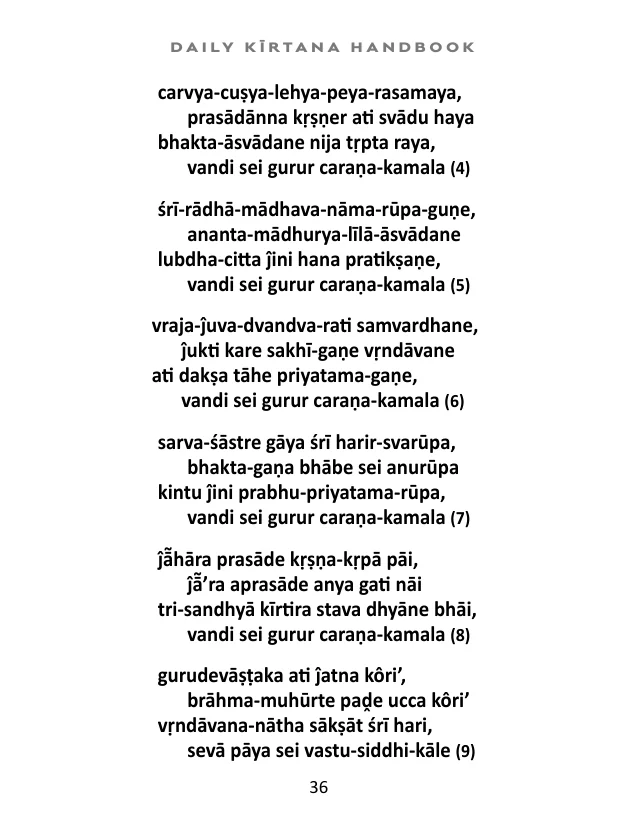 DAILY KĪRTANA HANDBOOK
carvya-cuṣya-lehya-peya-rasamaya,
prasādānna kṛṣṇer ati svādu haya
bhakta-āsvādane nija tṛpta raya,
vandi sei gurur caraṇa-kamala (4)
śrī-rādhā-mādhava-nāma-rūpa-guṇe,
ananta-mādhurya-līlā-āsvādane
lubdha-citta ĵini hana pratikṣaṇe,
vandi sei gurur caraṇa-kamala (5)
vraja-ĵuva-dvandva-rati samvardhane,
ĵukti kare sakhī-gaṇe vṛndāvane
ati dakṣa tāhe priyatama-gaṇe,
vandi sei gurur caraṇa-kamala (6)
sarva-śāstre gāya śrī harir-svarūpa,
bhakta-gaṇa bhābe sei anurūpa
kintu ĵini prabhu-priyatama-rūpa,
vandi sei gurur caraṇa-kamala (7)
ĵā̐hāra prasāde kṛṣṇa-kṛpā pāi,
ĵā̐’ra aprasāde anya gati nāi
tri-sandhyā kīrtira stava dhyāne bhāi,
vandi sei gurur caraṇa-kamala (8)
gurudevāṣṭaka ati ĵatna kôri’,
brāhma-muhūrte paḓe ucca kôri’
vṛndāvana-nātha sākṣāt śrī hari,
sevā pāya sei vastu-siddhi-kāle (9)
36